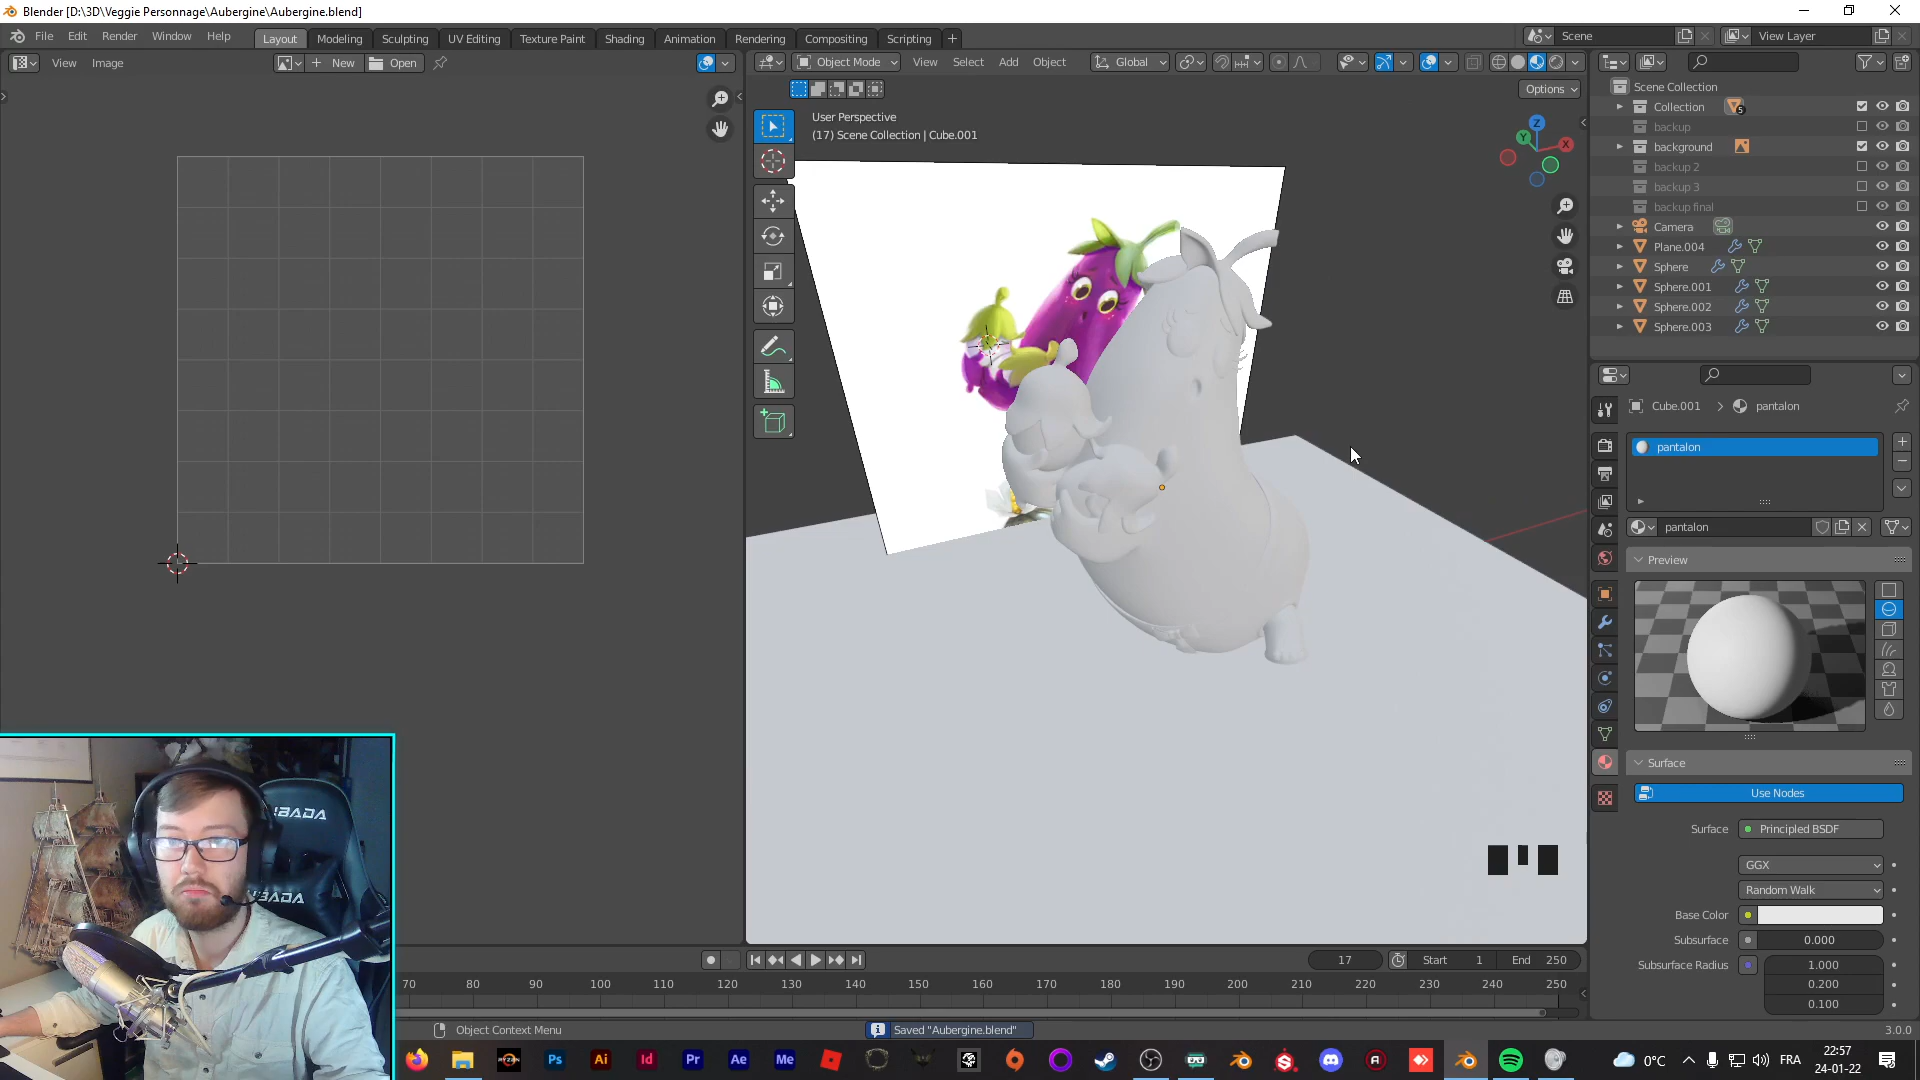 Blender [D:\3D\Veggie Personnage\Aubergine\Aubergine.blend]
File Edit Render Window Help Layout Modeling Sculpting UV Editing Texture Paint Shading Animation Rendering Compositing Scripting + Scene View Layer
View Image + New Open Object Mode View Select Add Object Global
Options
User Perspective
(17) Scene Collection | Cube.001
Z
Y
X
Scene Collection
Collection 5
backup
background
backup 2
backup 3
backup final
Camera
Plane.004
Sphere
Sphere.001
Sphere.002
Sphere.003
Cube.001 > pantalon
pantalon
pantalon
Preview
Surface
Use Nodes
Surface Principled BSDF
GGX
Random Walk
Base Color
Subsurface 0.000
Subsurface Radius 1.000
0.200
0.100
17 Start 1 End 250
70 80 90 100 110 120 130 140 150 160 170 180 190 200 210 220 230 240 250
Object Context Menu Saved "Aubergine.blend" 3.0.0
RYZEN Ps Ai Id Pr Ae Me 0°C FRA 22:57
24-01-22